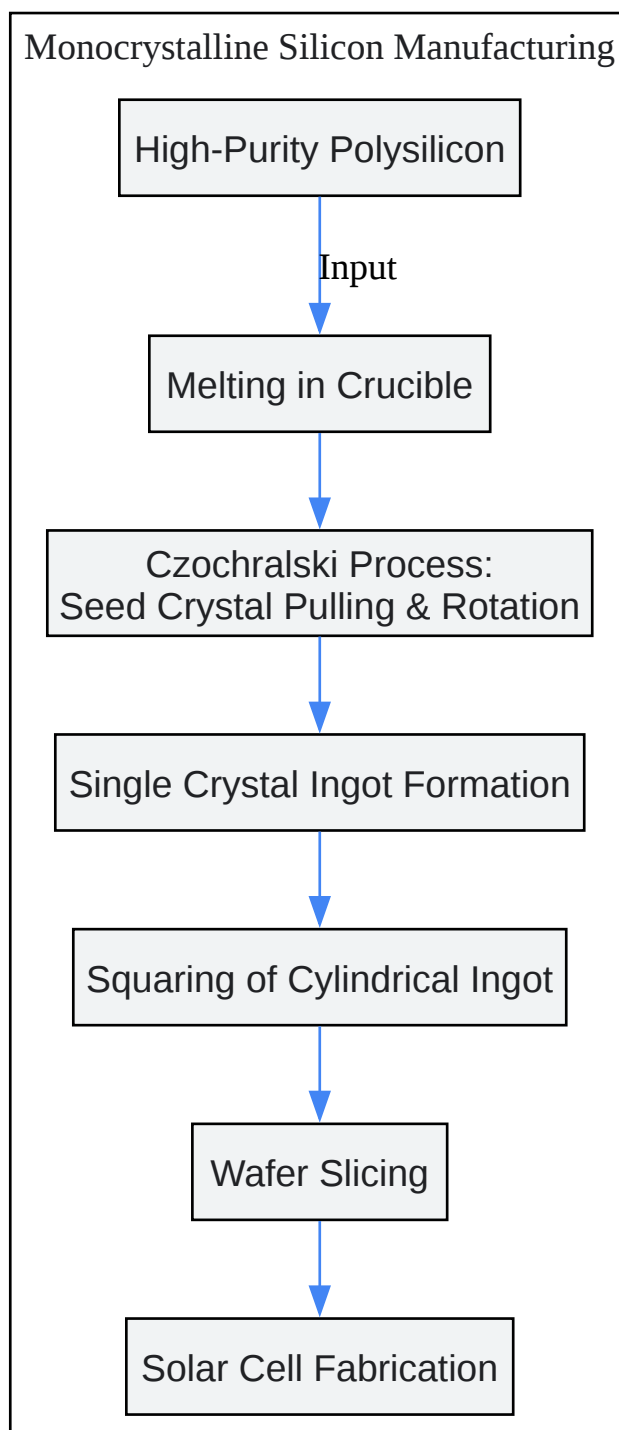 Monocrystalline Silicon Manufacturing
High-Purity Polysilicon
Input
Melting in Crucible
Czochralski Process:
Seed Crystal Pulling & Rotation
Single Crystal Ingot Formation
Squaring of Cylindrical Ingot
Wafer Slicing
Solar Cell Fabrication